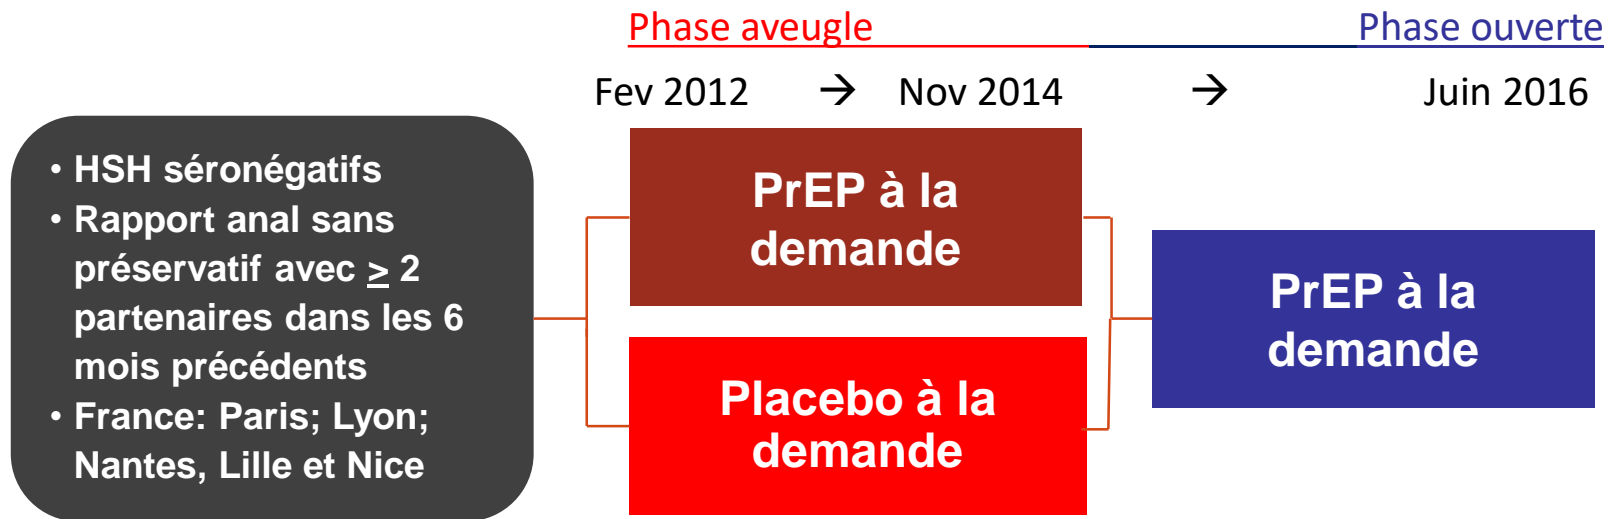 Phase aveugle
Phase ouverte
Fev 2012 → Nov 2014 → Juin 2016
• HSH séronégatifs
• Rapport anal sans
préservatif avec ≥ 2
partenaires dans les 6
mois précédents
• France: Paris; Lyon;
Nantes, Lille et Nice
PrEP à la
demande
Placebo à la
demande
PrEP à la
demande